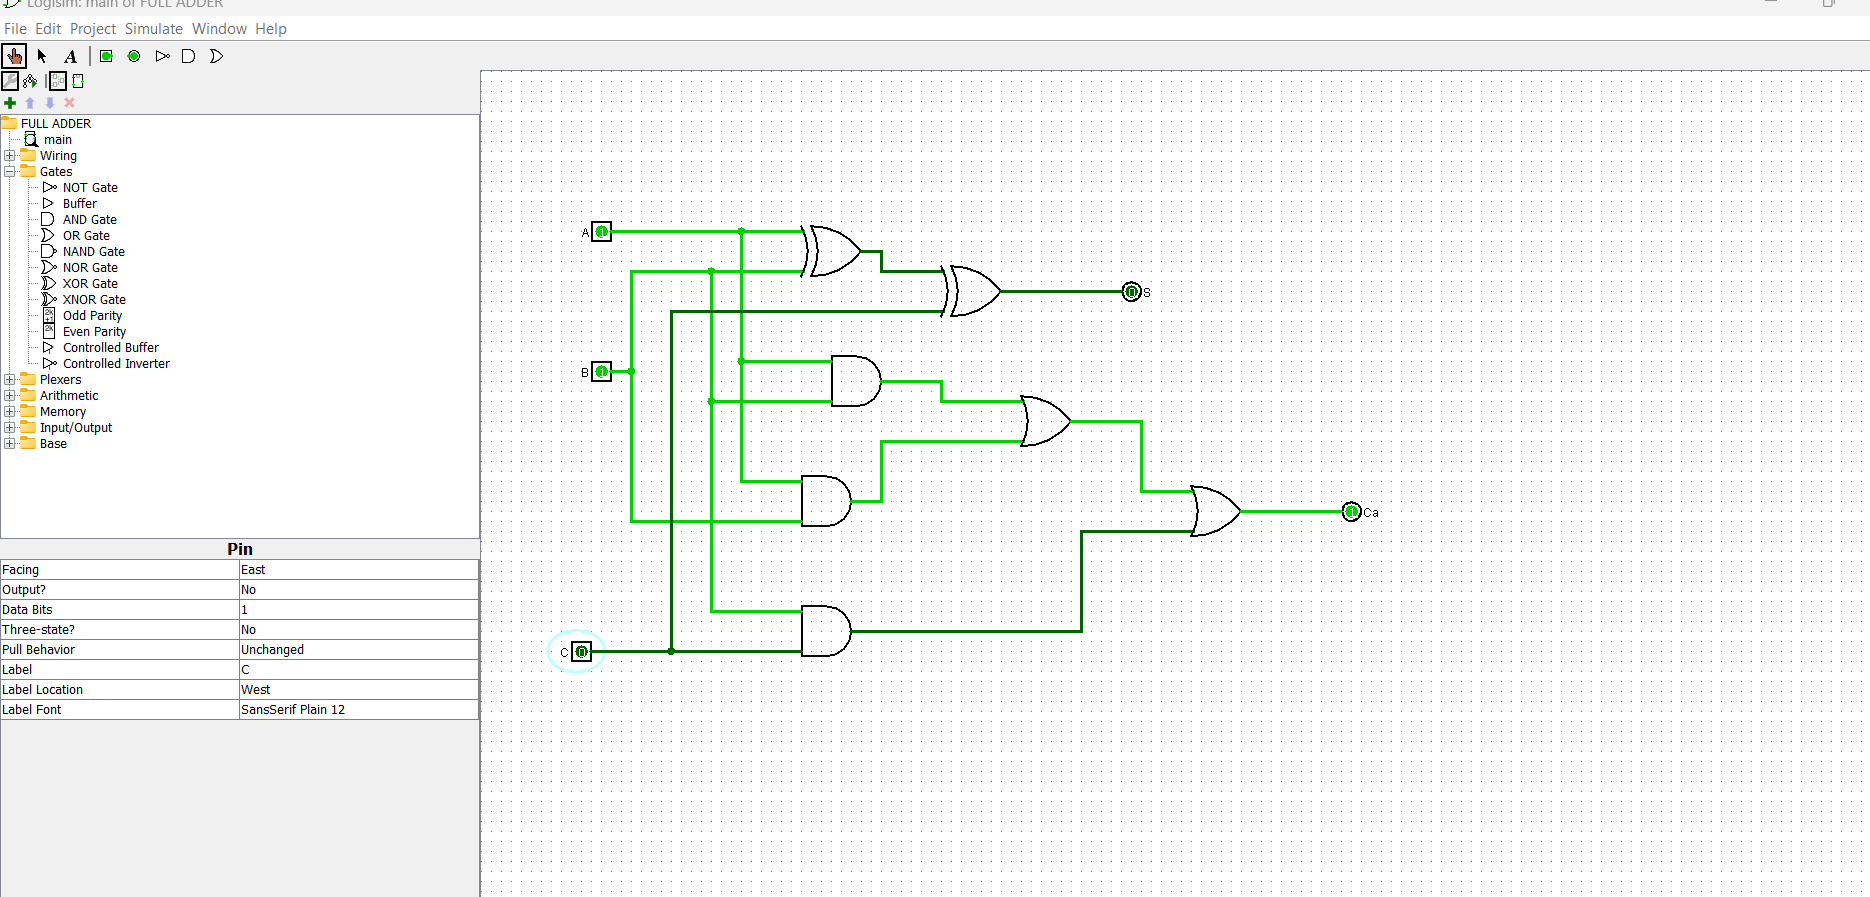 Logisim: main of FULL ADDER
File Edit Project Simulate Window Help
A
FULL ADDER
main
Wiring
Gates
NOT Gate
Buffer
AND Gate
OR Gate
NAND Gate
NOR Gate
XOR Gate
XNOR Gate
Odd Parity
Even Parity
Controlled Buffer
Controlled Inverter
Plexers
Arithmetic
Memory
Input/Output
Base
Pin
Facing East
Output? No
Data Bits 1
Three-state? No
Pull Behavior Unchanged
Label C
Label Location West
Label Font SansSerif Plain 12
A 1
0 S
B 1
1 Ca
C 0